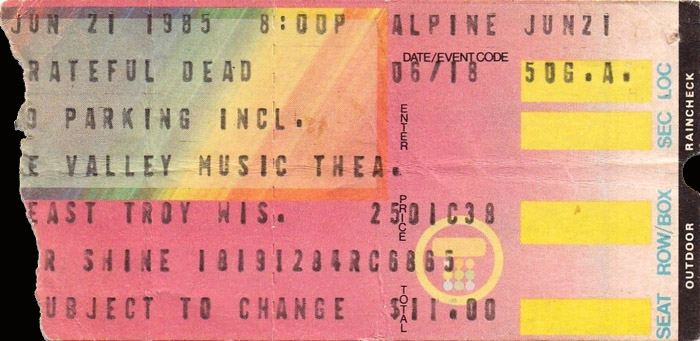 JUN 21 1985 8:00P ALPINE JUN21
DATE/EVENT CODE
RATEFUL DEAD 06/18 50G.A.
O PARKING INCL.
ENTER
E VALLEY MUSIC THEA.
EAST TROY WIS. 2501C38
PRICE
R SHINE 18191284RC6865
UBJECT TO CHANGE $11.00
TOTAL
SEC LOC
SEAT ROW/BOX
OUTDOOR RAINCHECK